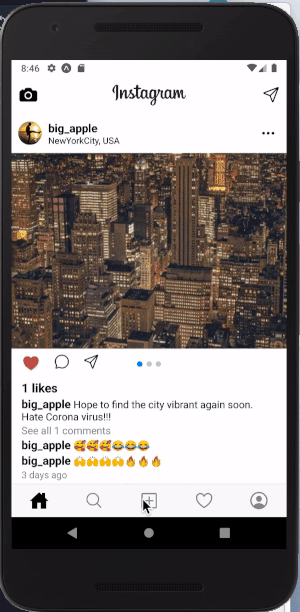 8:46
Instagram
big_apple
NewYorkCity, USA
1 likes
big_apple Hope to find the city vibrant again soon.
Hate Corona virus!!!
See all 1 comments
big_apple 🥰🥰🥰😂😂😂
big_apple 🙌🙌🙌🙌🔥🔥🔥
3 days ago